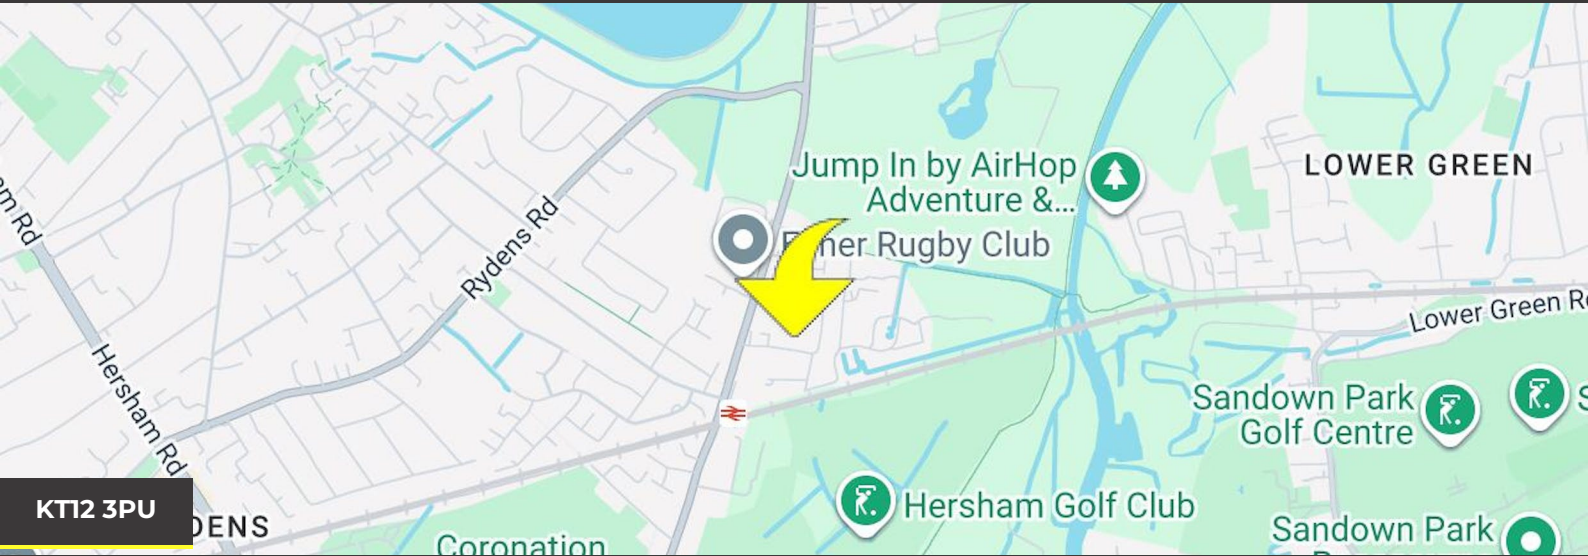 Jump In by AirHop
Adventure &...
LOWER GREEN
Rydens Rd
Rugby Club
Lower Green
Hersham Rd
Rd
Sandown Park
Golf Centre
S
KT12 3PU
DENS
Hersham Golf Club
Sandown Park
Coronation